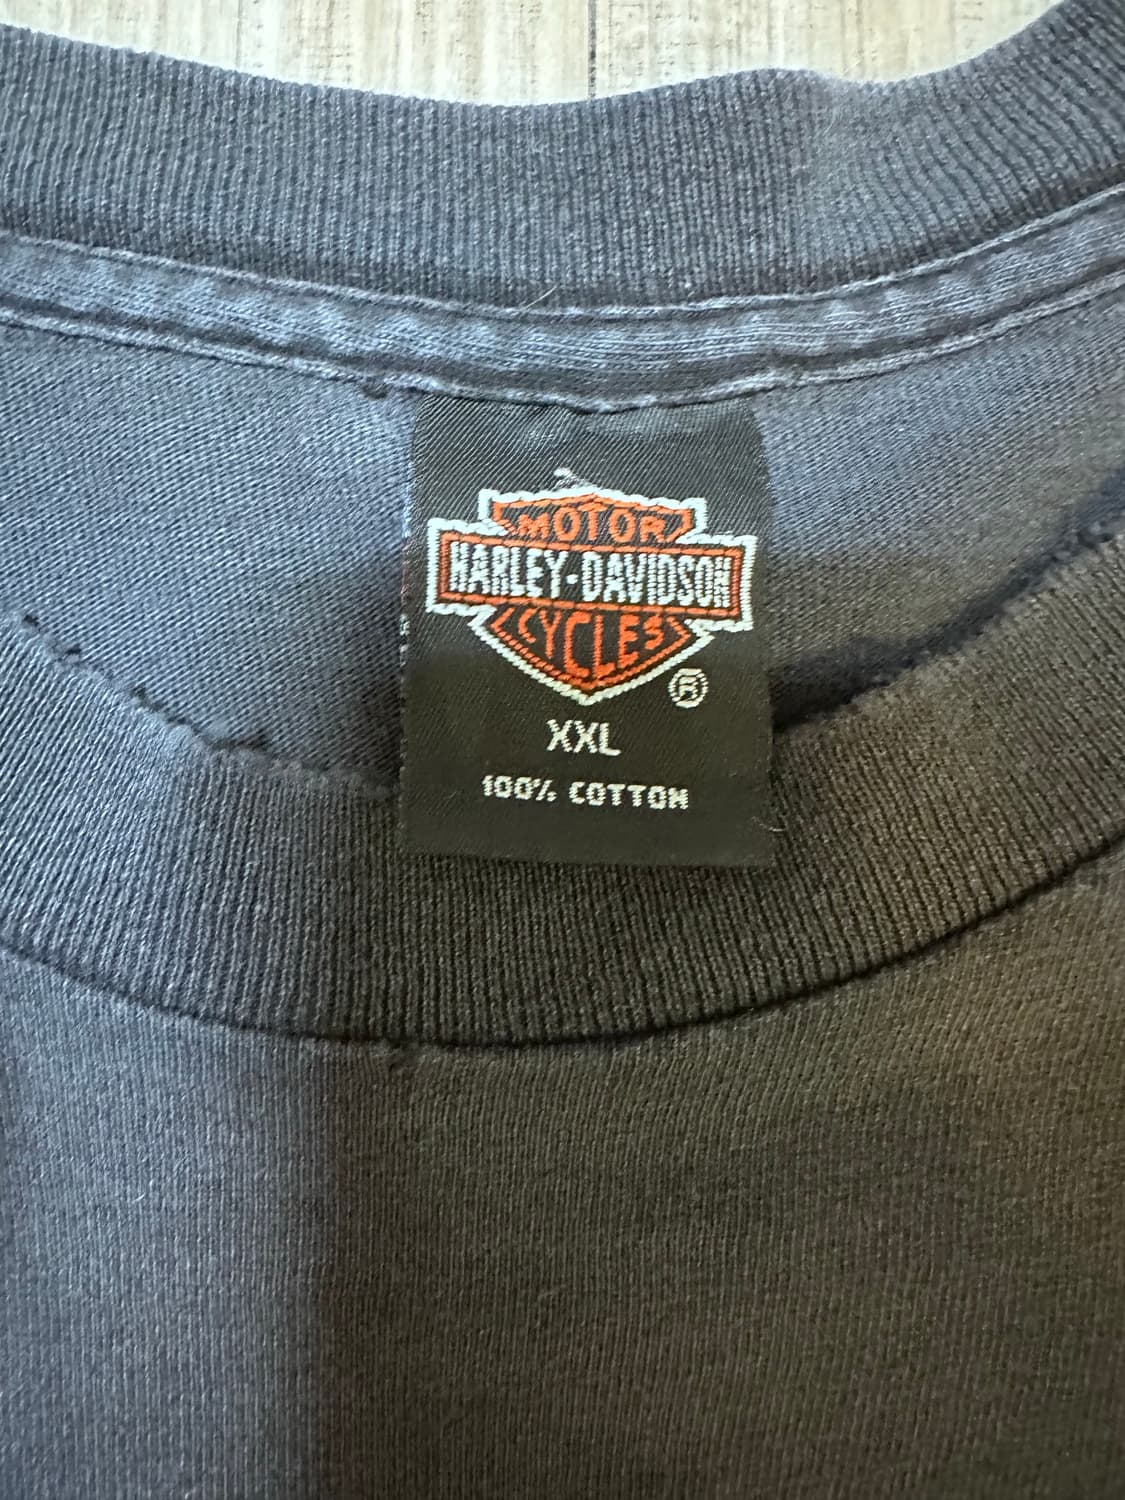 MOTOR
HARLEY-DAVIDSON
CYCLES
®
XXL
100% COTTON